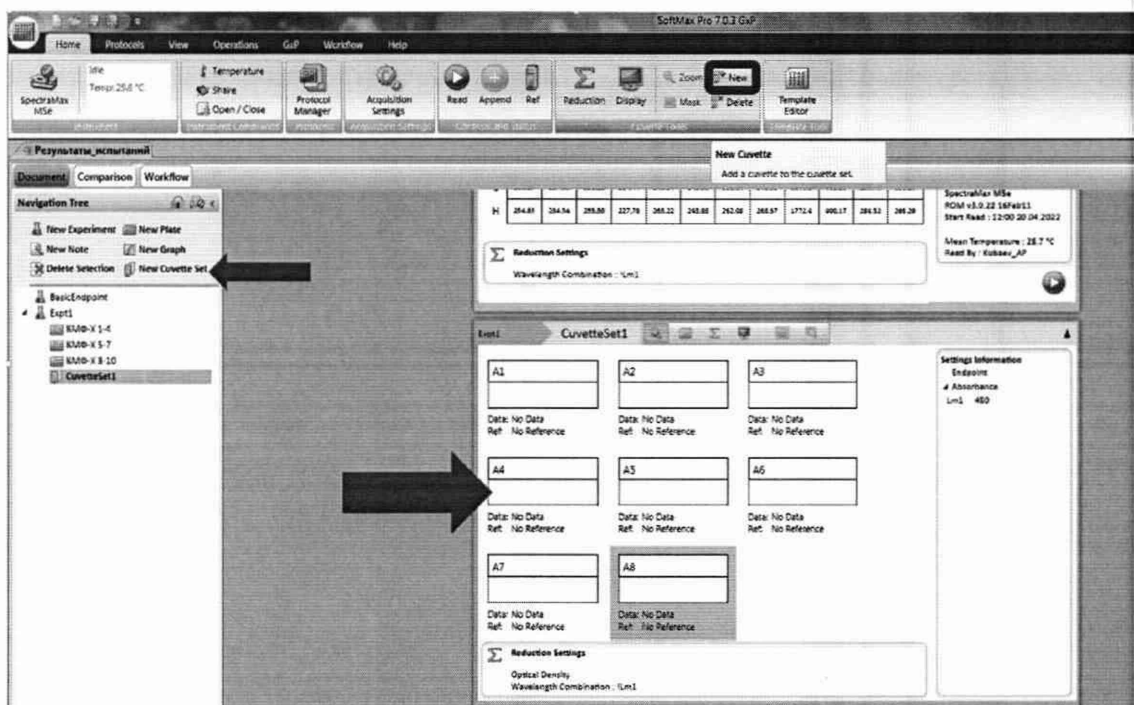 SoftMax Pro 7.0.3 GxP
Home Protocols View Operations GxP Workflow Help
Idle
Temp: 25,8 °C
SpectraMax M5e
Temperature
Shake
Open / Close
Protocol Manager
Acquisition Settings
Read Append Ref
Reduction Display
Zoom New
Mask Delete
Template Editor
Результаты_испытаний
New Cuvette
Add a cuvette to the cuvette set.
Document Comparison Workflow
Navigation Tree
New Experiment New Plate
New Note New Graph
Delete Selection New Cuvette Set
BasicEndpoint
Expt1
КМФ-Х 1-4
КМФ-Х 5-7
КМФ-Х 8-10
CuvetteSet1
H
SpectraMax M5e
ROM v3.0.22 16Feb11
Start Read : 12:00 20.04.2022
Mean Temperature : 28.7 °C
Read By : Kubaev_AP
Reduction Settings
Wavelength Combination : !Lm1
Expt1 CuvetteSet1
A1 A2 A3
Data: No Data Data: No Data Data: No Data
Ref: No Reference Ref: No Reference Ref: No Reference
A4 A5 A6
Data: No Data Data: No Data Data: No Data
Ref: No Reference Ref: No Reference Ref: No Reference
A7 A8
Data: No Data Data: No Data
Ref: No Reference Ref: No Reference
Settings Information
Endpoint
Absorbance
Lm1 450
Reduction Settings
Optical Density
Wavelength Combination : !Lm1